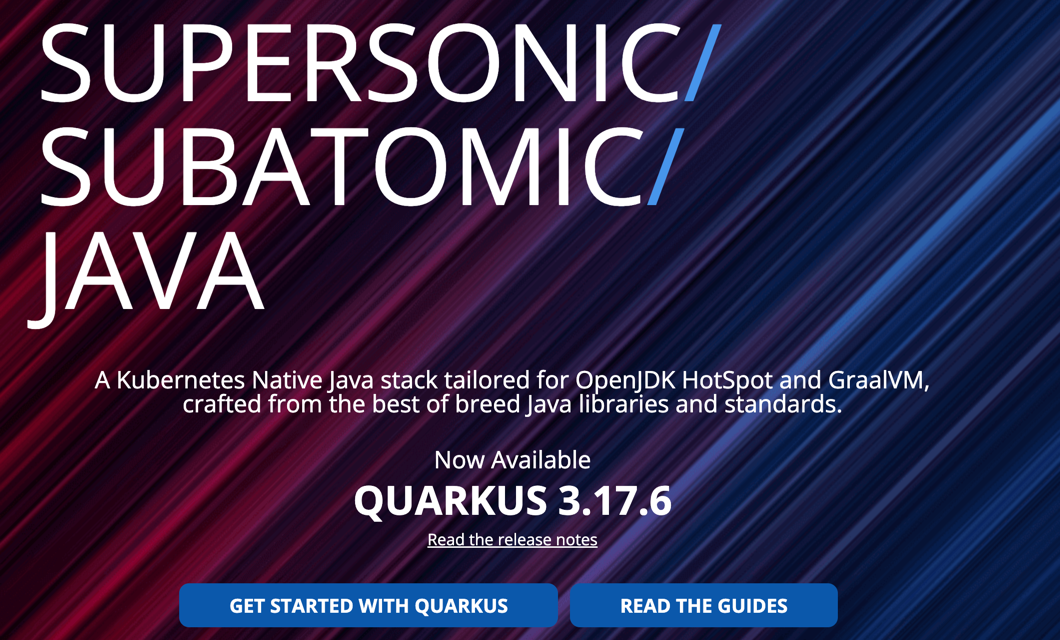 SUPERSONIC/
SUBATOMIC/
JAVA
A Kubernetes Native Java stack tailored for OpenJDK HotSpot and GraalVM,
crafted from the best of breed Java libraries and standards.
Now Available
QUARKUS 3.17.6
Read the release notes
GET STARTED WITH QUARKUS
READ THE GUIDES